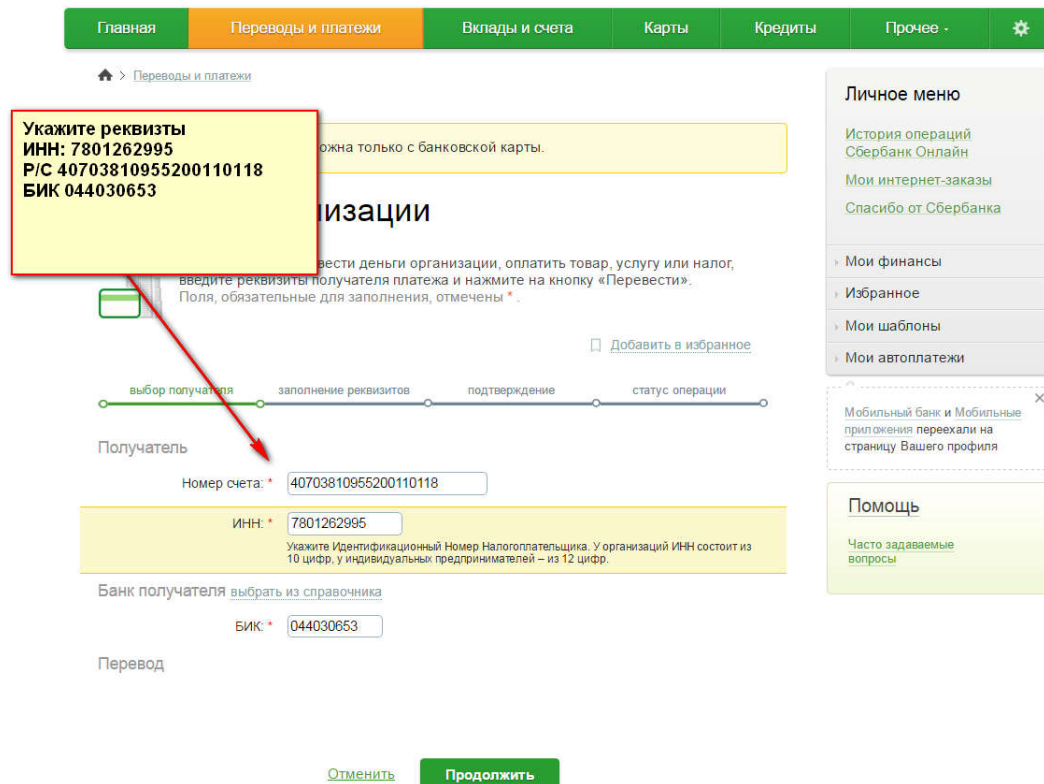 Главная Переводы и платежи Вклады и счета Карты Кредиты Прочее
Переводы и платежи
Укажите реквизты
ИНН: 7801262995
Р/С 40703810955200110118
БИК 044030653
ожна только с банковской карты.
низации
вести деньги организации, оплатить товар, услугу или налог,
введите реквизиты получателя платежа и нажмите на кнопку «Перевести».
Поля, обязательные для заполнения, отмечены * .
Добавить в избранное
выбор получателя заполнение реквизитов подтверждение статус операции
Получатель
Номер счета: * 40703810955200110118
ИНН: * 7801262995
Укажите Идентификационный Номер Налогоплательщика. У организаций ИНН состоит из
10 цифр, у индивидуальных предпринимателей – из 12 цифр.
Банк получателя выбрать из справочника
БИК: * 044030653
Перевод
Отменить Продолжить
Личное меню
История операций
Сбербанк Онлайн
Мои интернет-заказы
Спасибо от Сбербанка
Мои финансы
Избранное
Мои шаблоны
Мои автоплатежи
Мобильный банк и Мобильные
приложения переехали на
страницу Вашего профиля
Помощь
Часто задаваемые
вопросы